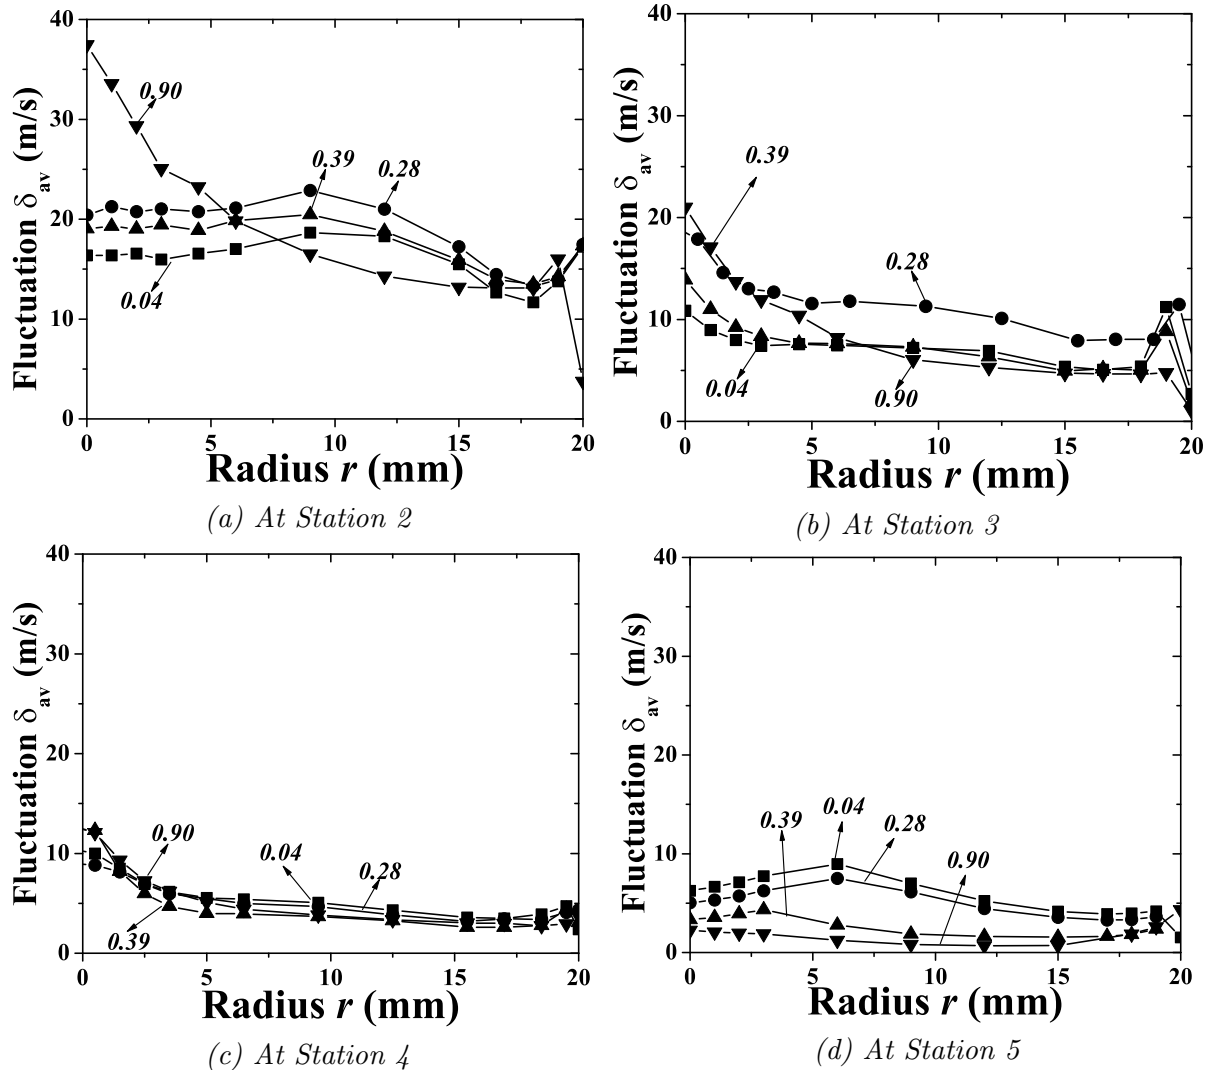 40
30
20
10
0
Fluctuation δav (m/s)
0.90
0.39
0.28
0.04
0 5 10 15 20
Radius r (mm)
(a) At Station 2
40
30
20
10
0
Fluctuation δav (m/s)
0.39
0.28
0.04
0.90
0 5 10 15 20
Radius r (mm)
(b) At Station 3
40
30
20
10
0
Fluctuation δav (m/s)
0.90
0.04
0.28
0.39
0 5 10 15 20
Radius r (mm)
(c) At Station 4
40
30
20
10
0
Fluctuation δav (m/s)
0.39
0.04
0.28
0.90
0 5 10 15 20
Radius r (mm)
(d) At Station 5